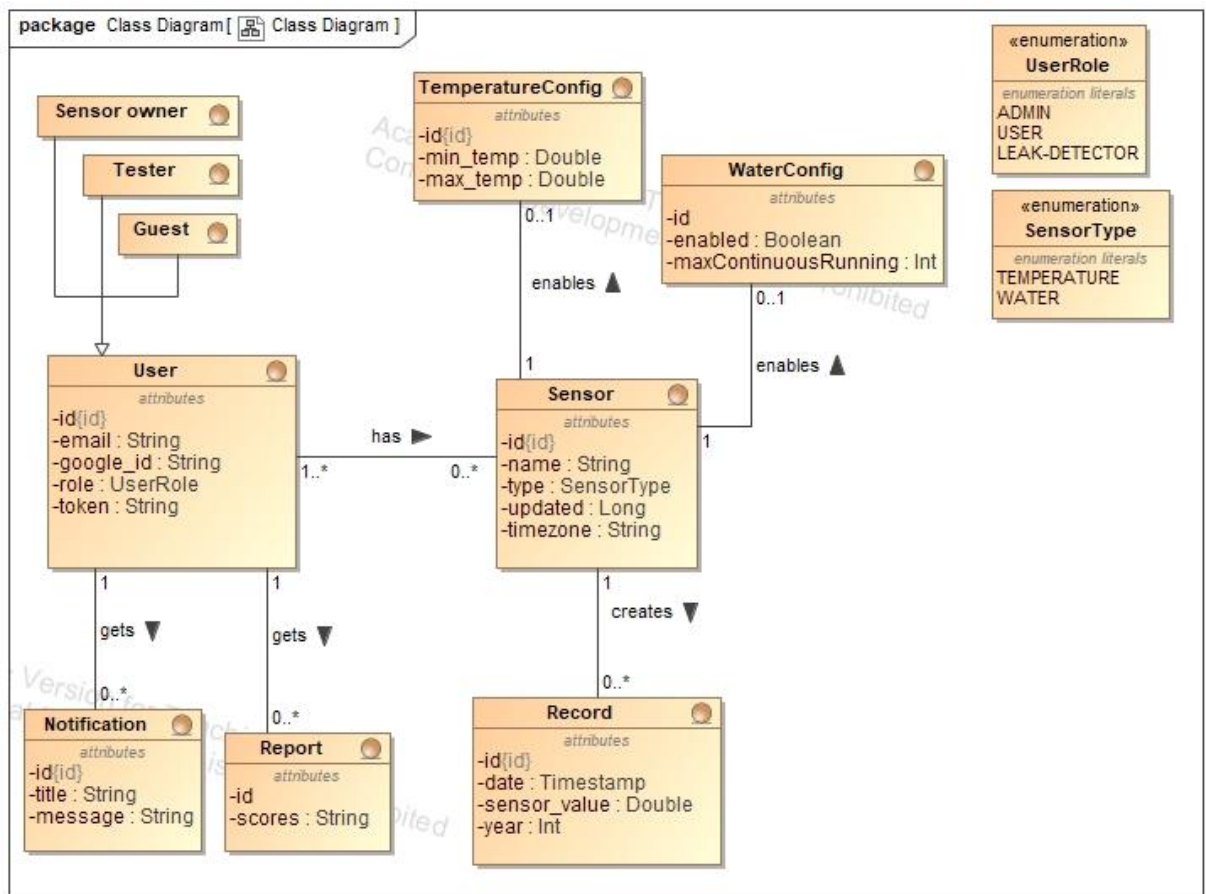 package Class Diagram [ Class Diagram ]
Sensor owner
Tester
Guest
TemperatureConfig
attributes
-id{id}
-min_temp : Double
-max_temp : Double
WaterConfig
attributes
-id
-enabled : Boolean
-maxContinuousRunning : Int
«enumeration»
UserRole
enumeration literals
ADMIN
USER
LEAK-DETECTOR
«enumeration»
SensorType
enumeration literals
TEMPERATURE
WATER
0..1
enables
1
0..1
enables
1
User
attributes
-id{id}
-email : String
-google_id : String
-role : UserRole
-token : String
has
1..*
0..*
Sensor
attributes
-id{id}
-name : String
-type : SensorType
-updated : Long
-timezone : String
1
gets
0..*
1
gets
0..*
1
creates
0..*
Notification
attributes
-id{id}
-title : String
-message : String
Report
attributes
-id
-scores : String
Record
attributes
-id{id}
-date : Timestamp
-sensor_value : Double
-year : Int